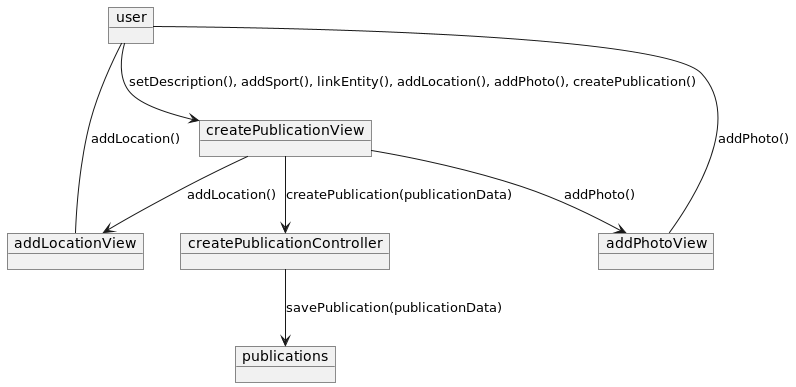 user
setDescription(), addSport(), linkEntity(), addLocation(), addPhoto(), createPublication()
createPublicationView
addLocation()
addPhoto()
addLocation()
createPublication(publicationData)
addPhoto()
addLocationView
createPublicationController
addPhotoView
savePublication(publicationData)
publications